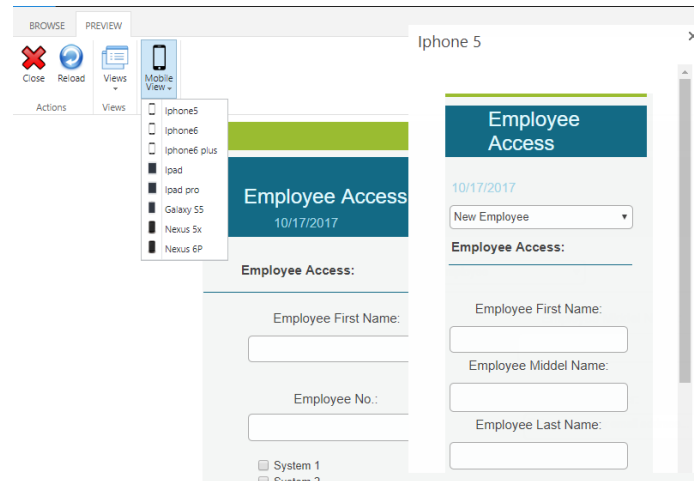 BROWSE PREVIEW
Close Reload Views Mobile View
Actions Views
Iphone5
Iphone6
Iphone6 plus
Ipad
Ipad pro
Galaxy S5
Nexus 5x
Nexus 6P
Employee Access
10/17/2017
Employee Access:
Employee First Name:
Employee No.:
System 1
System 2
Iphone 5
Employee
Access
10/17/2017
New Employee
Employee Access:
Employee First Name:
Employee Middel Name:
Employee Last Name: